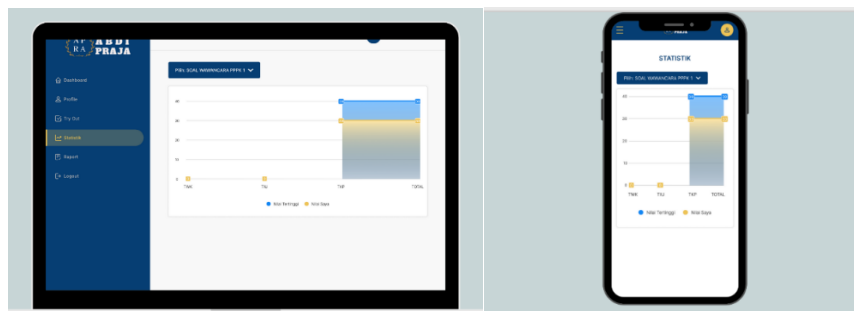 ABDI
PRAJA
Dashboard
Profile
Try Out
Statistik
Report
Logout
Pilih: SOAL WAWANCARA PPPK 1
40
30
20
10
0
TWK
TIU
TKP
TOTAL
Nilai Tertinggi
Nilai Saya
PRAJA
STATISTIK
Pilih: SOAL WAWANCARA PPPK 1
40
30
20
10
0
TWK
TIU
TKP
TOTAL
Nilai Tertinggi
Nilai Saya